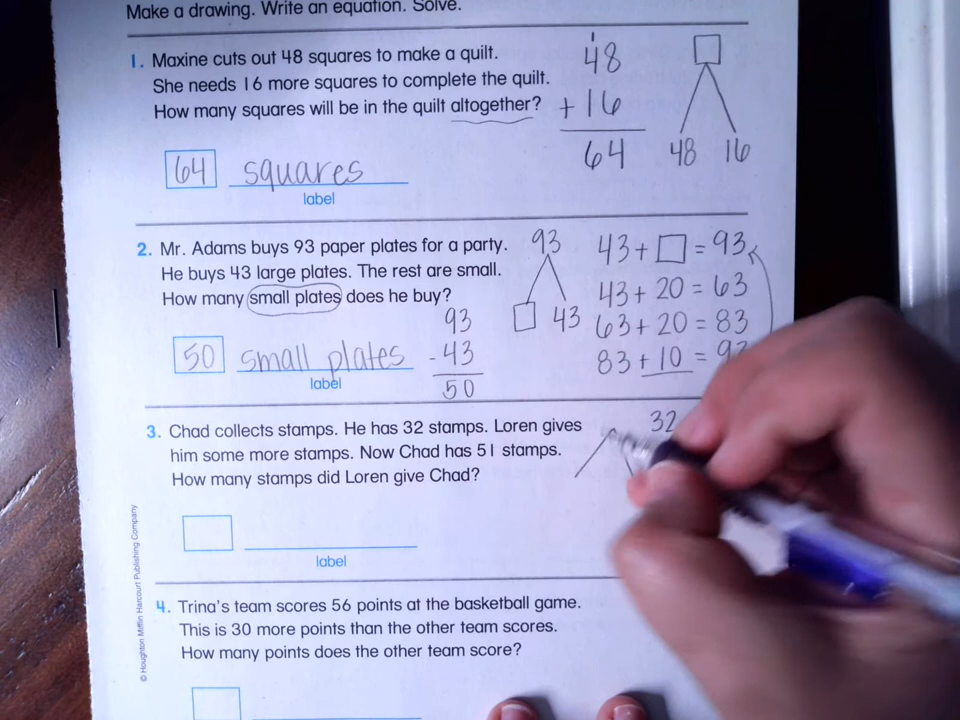 Make a drawing. Write an equation. Solve.
1. Maxine cuts out 48 squares to make a quilt.
She needs 16 more squares to complete the quilt.
How many squares will be in the quilt altogether?
1
48
+ 16
64
48 16
64 squares
label
2. Mr. Adams buys 93 paper plates for a party.
He buys 43 large plates. The rest are small.
How many small plates does he buy?
93
43
43 + □ = 93
43 + 20 = 63
63 + 20 = 83
83 + 10 = 93
93
- 43
50
50 small plates
label
3. Chad collects stamps. He has 32 stamps. Loren gives
him some more stamps. Now Chad has 51 stamps.
How many stamps did Loren give Chad?
32
label
4. Trina's team scores 56 points at the basketball game.
This is 30 more points than the other team scores.
How many points does the other team score?
© Houghton Mifflin Harcourt Publishing Company